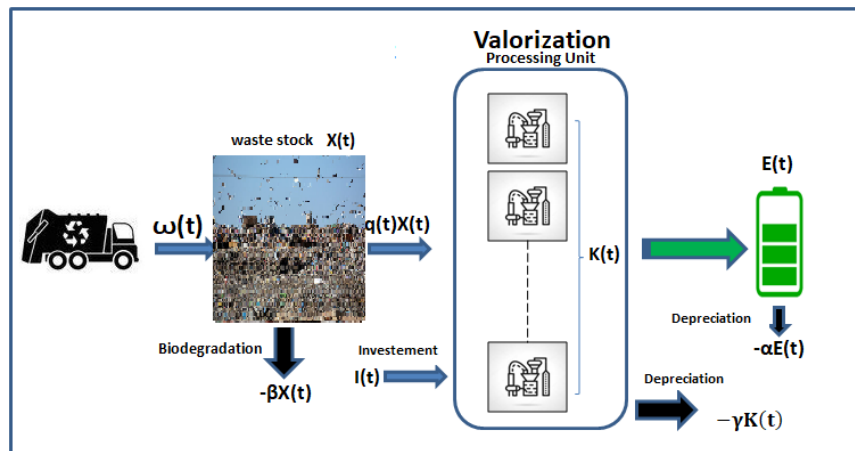 Valorization
Processing Unit
waste stock X(t)
E(t)
ω(t)
q(t)X(t)
K(t)
Biodegradation
Investement
I(t)
-βX(t)
Depreciation
-αE(t)
Depreciation
−γK(t)